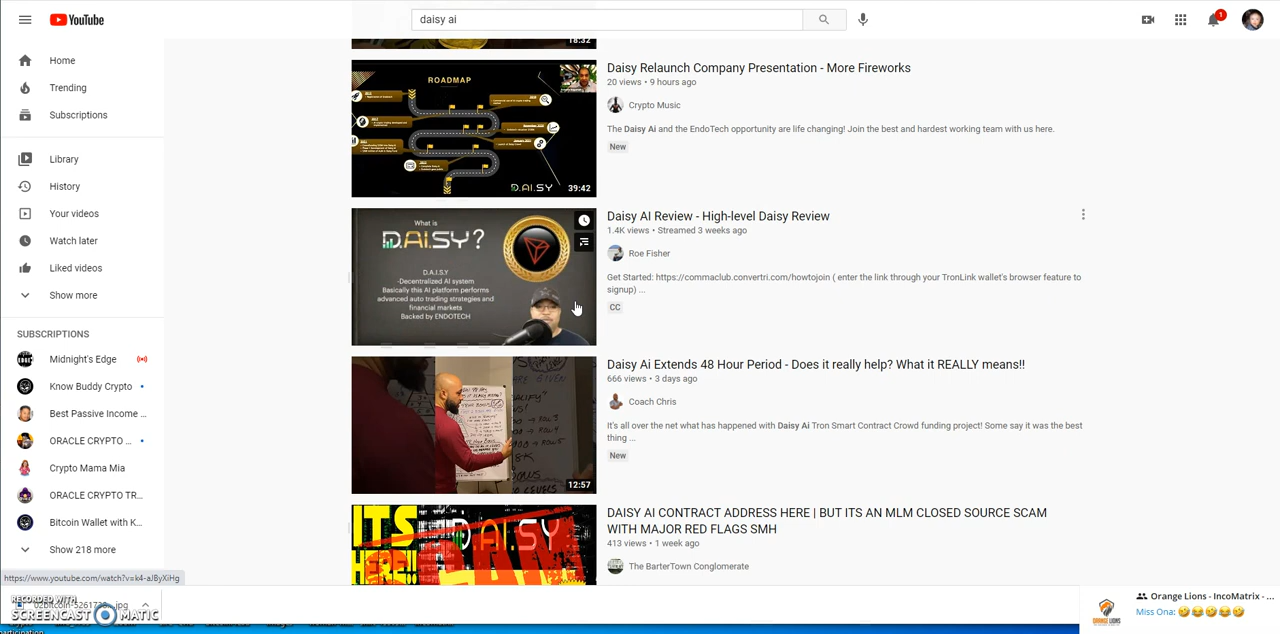 YouTube
daisy ai
1
Home
Trending
Subscriptions
Library
History
Your videos
Watch later
Liked videos
Show more
SUBSCRIPTIONS
Midnight's Edge
Know Buddy Crypto
Best Passive Income ...
ORACLE CRYPTO ...
Crypto Mama Mia
ORACLE CRYPTO TR...
Bitcoin Wallet with K...
Show 218 more
ROADMAP
D.AI.SY
39:42
Daisy Relaunch Company Presentation - More Fireworks
20 views • 9 hours ago
Crypto Music
The Daisy Ai and the EndoTech opportunity are life changing! Join the best and hardest working team with us here.
New
What is
D.Ai.SY?
D.A.I.S.Y
-Decentralized AI system
Basically this AI platform performs
advanced auto trading strategies and
financial markets
Backed by ENDOTECH
Daisy AI Review - High-level Daisy Review
1.4K views • Streamed 3 weeks ago
Roe Fisher
Get Started: https://commaclub.convertri.com/howtojoin ( enter the link through your TronLink wallet's browser feature to
signup) ...
CC
12:57
Daisy Ai Extends 48 Hour Period - Does it really help? What it REALLY means!!
666 views • 3 days ago
Coach Chris
It's all over the net what has happened with Daisy Ai Tron Smart Contract Crowd funding project! Some say it was the best
thing ...
New
ITS
HERE!
D.AI.SY
DAISY AI CONTRACT ADDRESS HERE | BUT ITS AN MLM CLOSED SOURCE SCAM
WITH MAJOR RED FLAGS SMH
413 views • 1 week ago
The BarterTown Conglomerate
https://www.youtube.com/watch?v=k4-aJByXiHg
RECORDED WITH
SCREENCAST MATIC
Orange Lions - IncoMatrix - ...
Miss Ona:
ORANGE LIONS